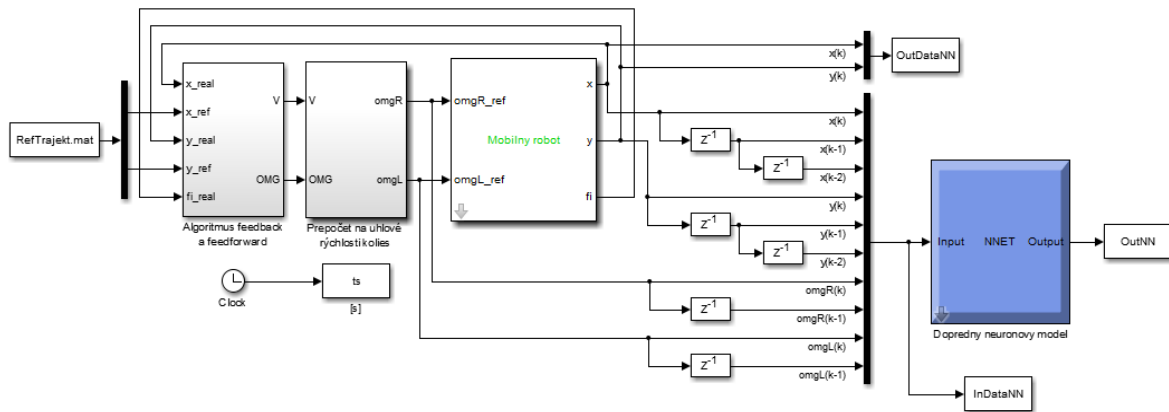 RefTrajekt.mat
x_real
x_ref
y_real
y_ref
fi_real
V
OMG
Algoritmus feedback
a feedforward
V
OMG
omgR
omgL
Prepočet na uhlové
rýchlosti kolies
omgR_ref
omgL_ref
Mobilny robot
x
y
fi
Clock
ts
[s]
x(k)
y(k)
OutDataNN
x(k)
z-1
x(k-1)
z-1
x(k-2)
y(k)
z-1
y(k-1)
z-1
y(k-2)
omgR(k)
z-1
omgR(k-1)
omgL(k)
z-1
omgL(k-1)
Input
NNET
Output
Dopredny neuronovy model
OutNN
InDataNN